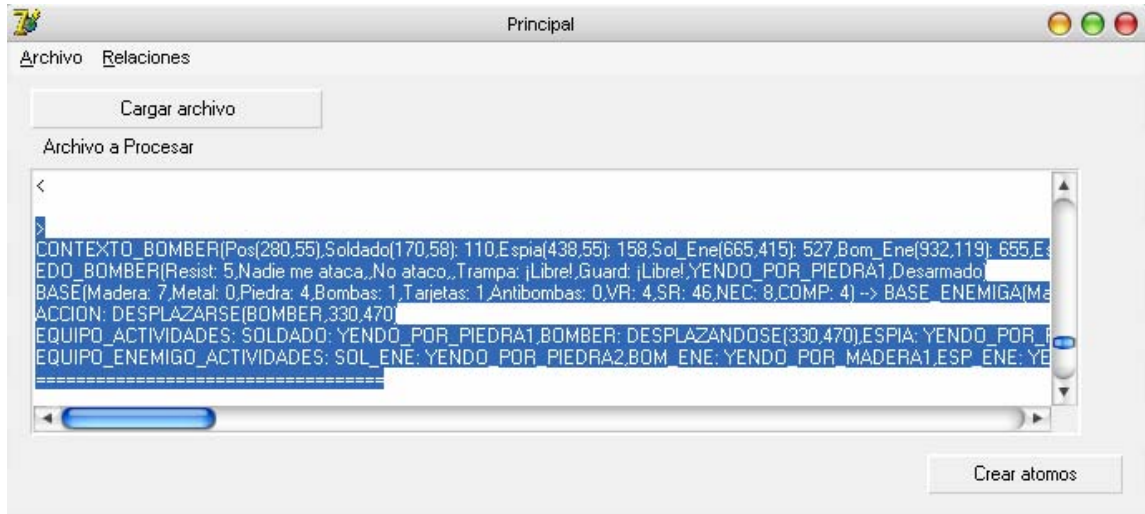 Principal
Archivo Relaciones
Cargar archivo
Archivo a Procesar
<
>
CONTEXTO_BOMBER(Pos(280,55),Soldado(170,58): 110,Espia(438,55): 158,Sol_Ene(665,415): 527,Bom_Ene(932,119): 655,Es
EDO_BOMBER(Resist: 5,Nadie me ataca,,No ataco,,Trampa: ¡Libre!,Guard: ¡Libre!,YENDO_POR_PIEDRA1,Desarmado)
BASE(Madera: 7,Metal: 0,Piedra: 4,Bombas: 1,Tarjetas: 1,Antibombas: 0,VR: 4,SR: 46,NEC: 8,COMP: 4) --> BASE_ENEMIGA(Ma
ACCION: DESPLAZARSE(BOMBER,330,470)
EQUIPO_ACTIVIDADES: SOLDADO: YENDO_POR_PIEDRA1,BOMBER: DESPLAZANDOSE(330,470),ESPIA: YENDO_POR_
EQUIPO_ENEMIGO_ACTIVIDADES: SOL_ENE: YENDO_POR_PIEDRA2,BOM_ENE: YENDO_POR_MADERA1,ESP_ENE: YE
===================================
Crear atomos